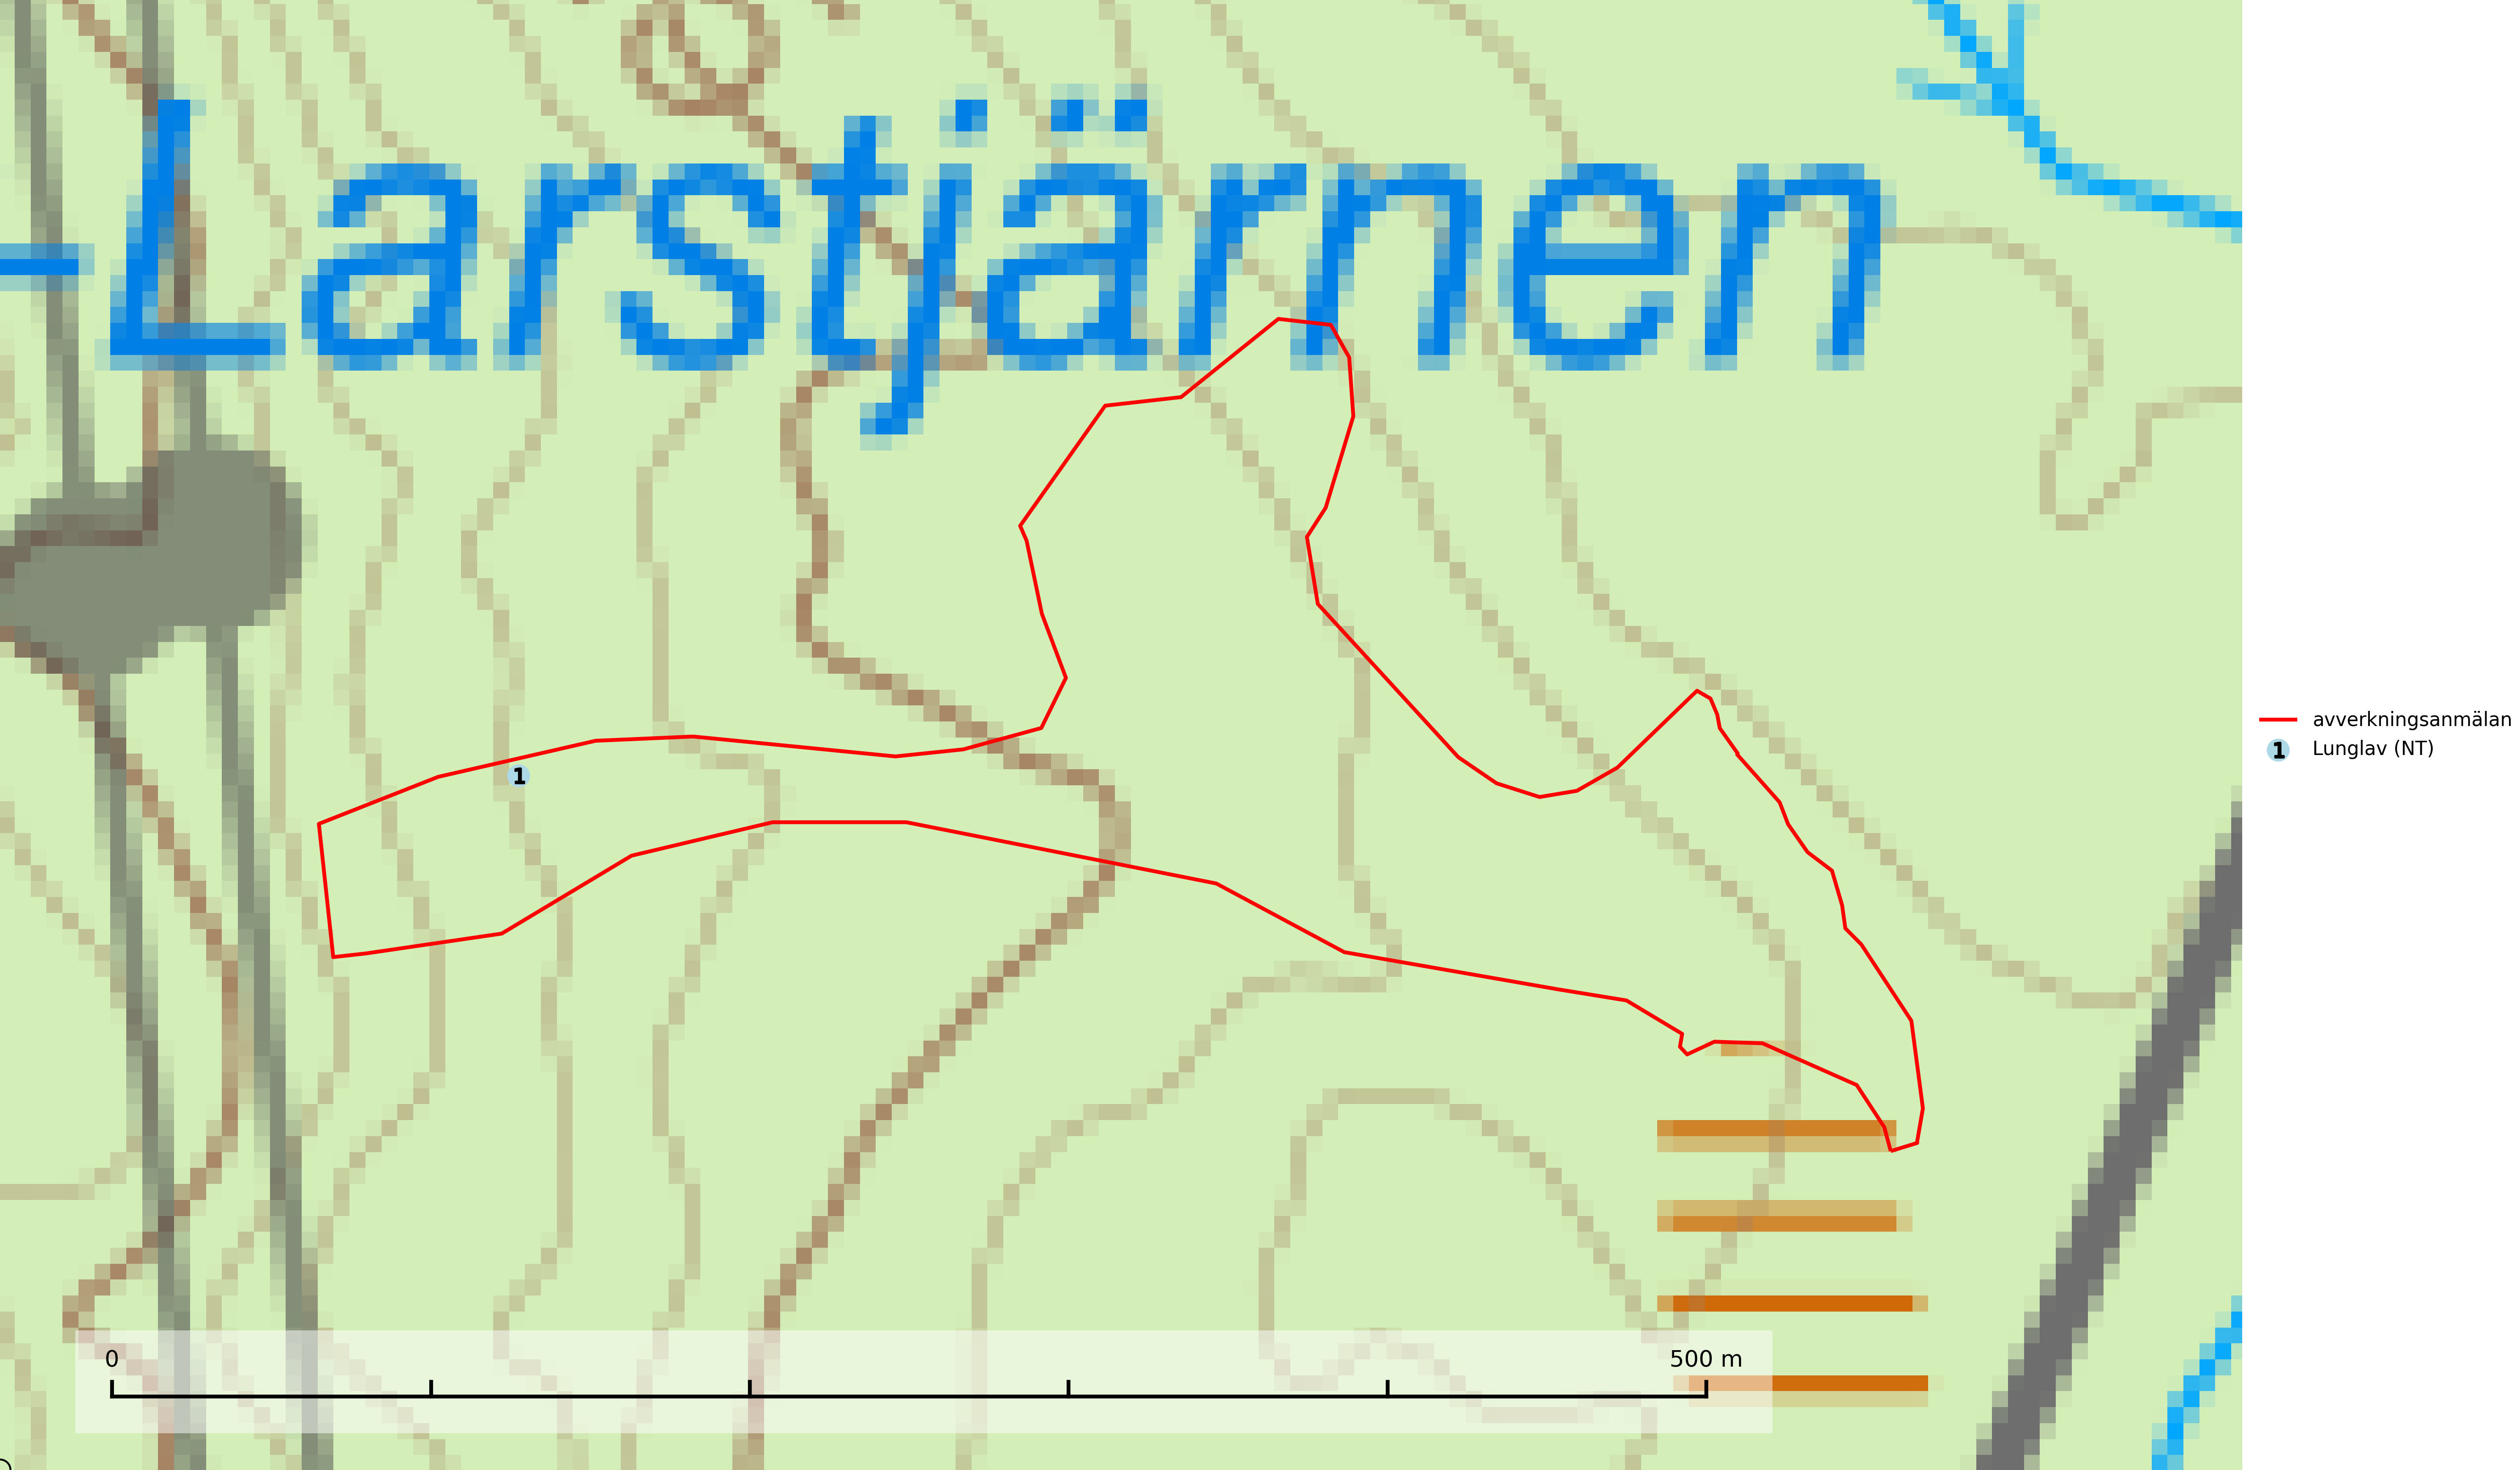 Larstjärnen
1
avverkningsanmälan
1 Lunglav (NT)
0 500 m